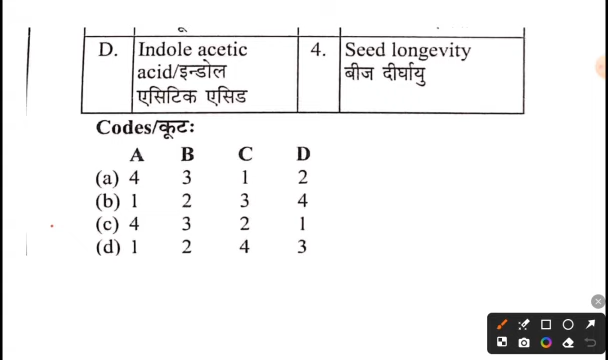 D. Indole acetic 4. Seed longevity
acid/इन्डोल बीज दीर्घायु
एसिटिक एसिड
Codes/कूटः
A B C D
(a) 4 3 1 2
(b) 1 2 3 4
(c) 4 3 2 1
(d) 1 2 4 3